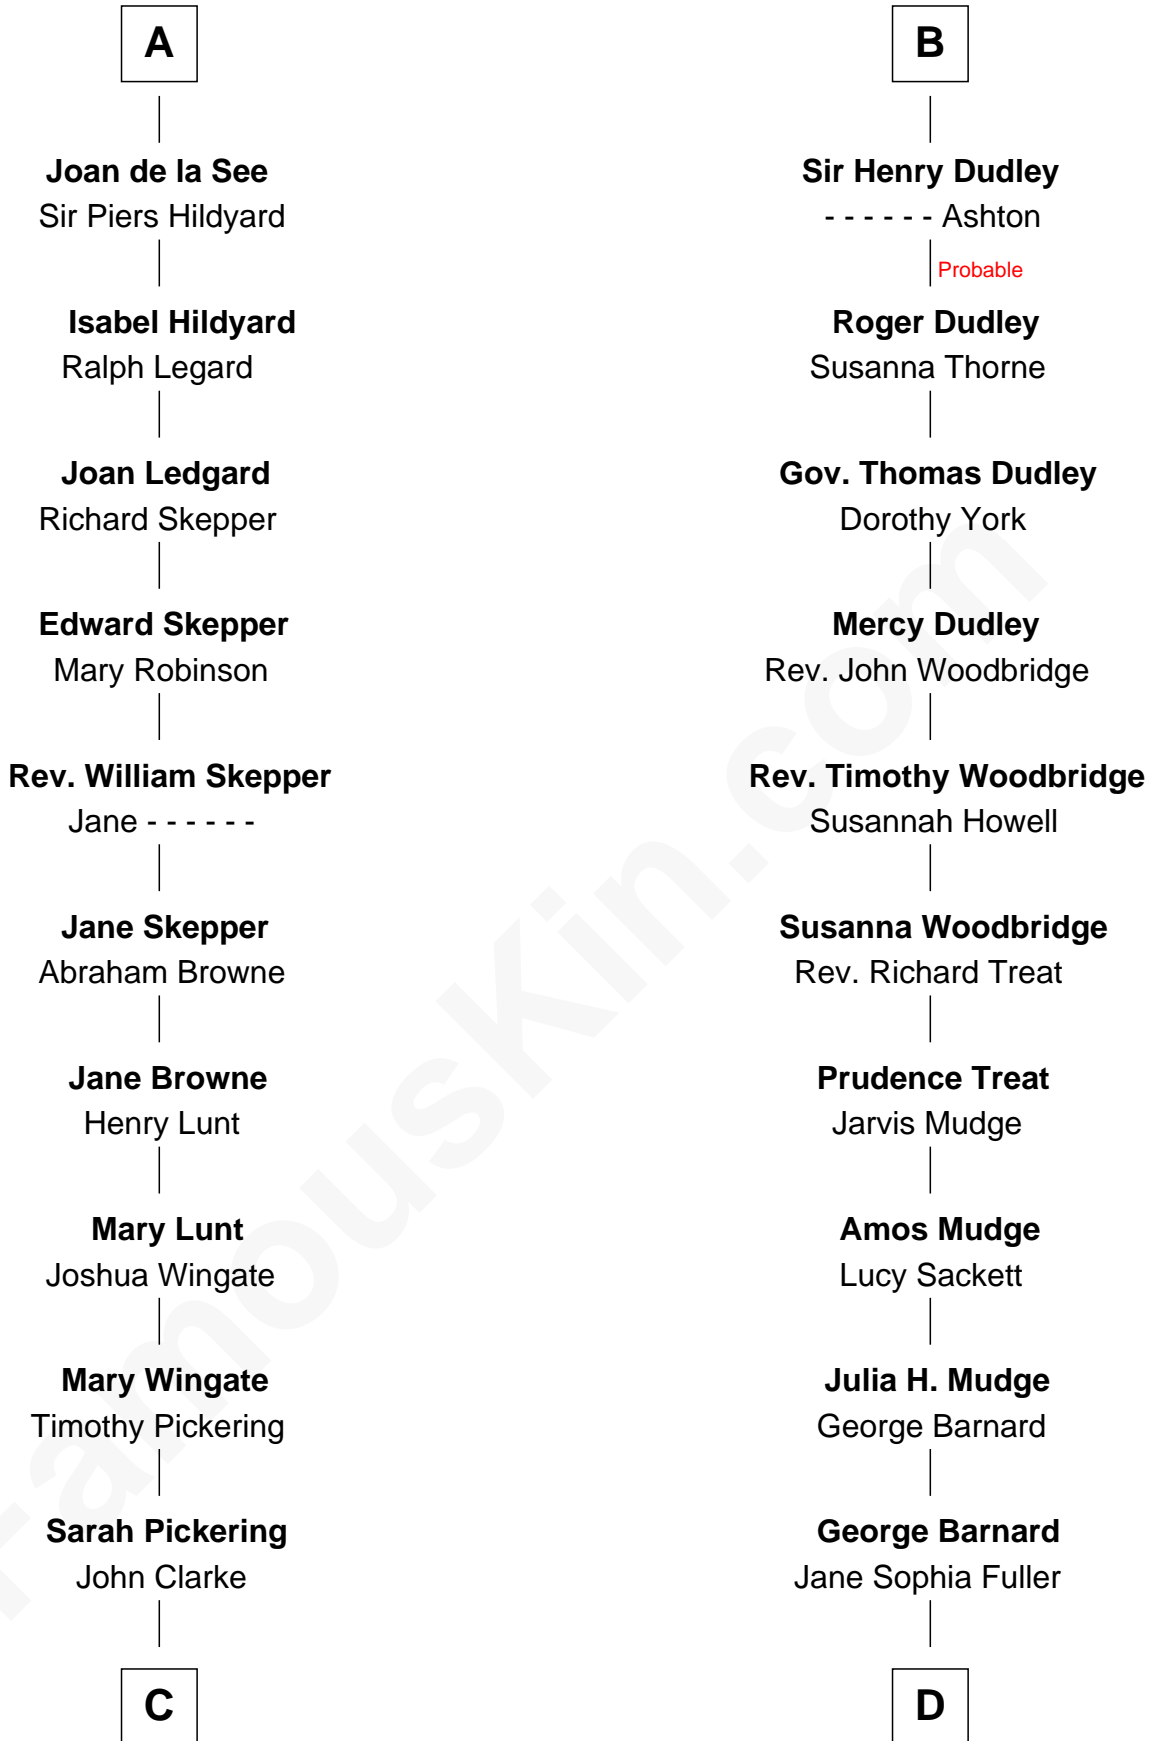 A
Joan de la See
Sir Piers Hildyard
Isabel Hildyard
Ralph Legard
Joan Ledgard
Richard Skepper
Edward Skepper
Mary Robinson
Rev. William Skepper
Jane - - - - - -
Jane Skepper
Abraham Browne
Jane Browne
Henry Lunt
Mary Lunt
Joshua Wingate
Mary Wingate
Timothy Pickering
Sarah Pickering
John Clarke
C
B
Sir Henry Dudley
- - - - - - Ashton
Probable
Roger Dudley
Susanna Thorne
Gov. Thomas Dudley
Dorothy York
Mercy Dudley
Rev. John Woodbridge
Rev. Timothy Woodbridge
Susannah Howell
Susanna Woodbridge
Rev. Richard Treat
Prudence Treat
Jarvis Mudge
Amos Mudge
Lucy Sackett
Julia H. Mudge
George Barnard
George Barnard
Jane Sophia Fuller
D
FamousKin.com